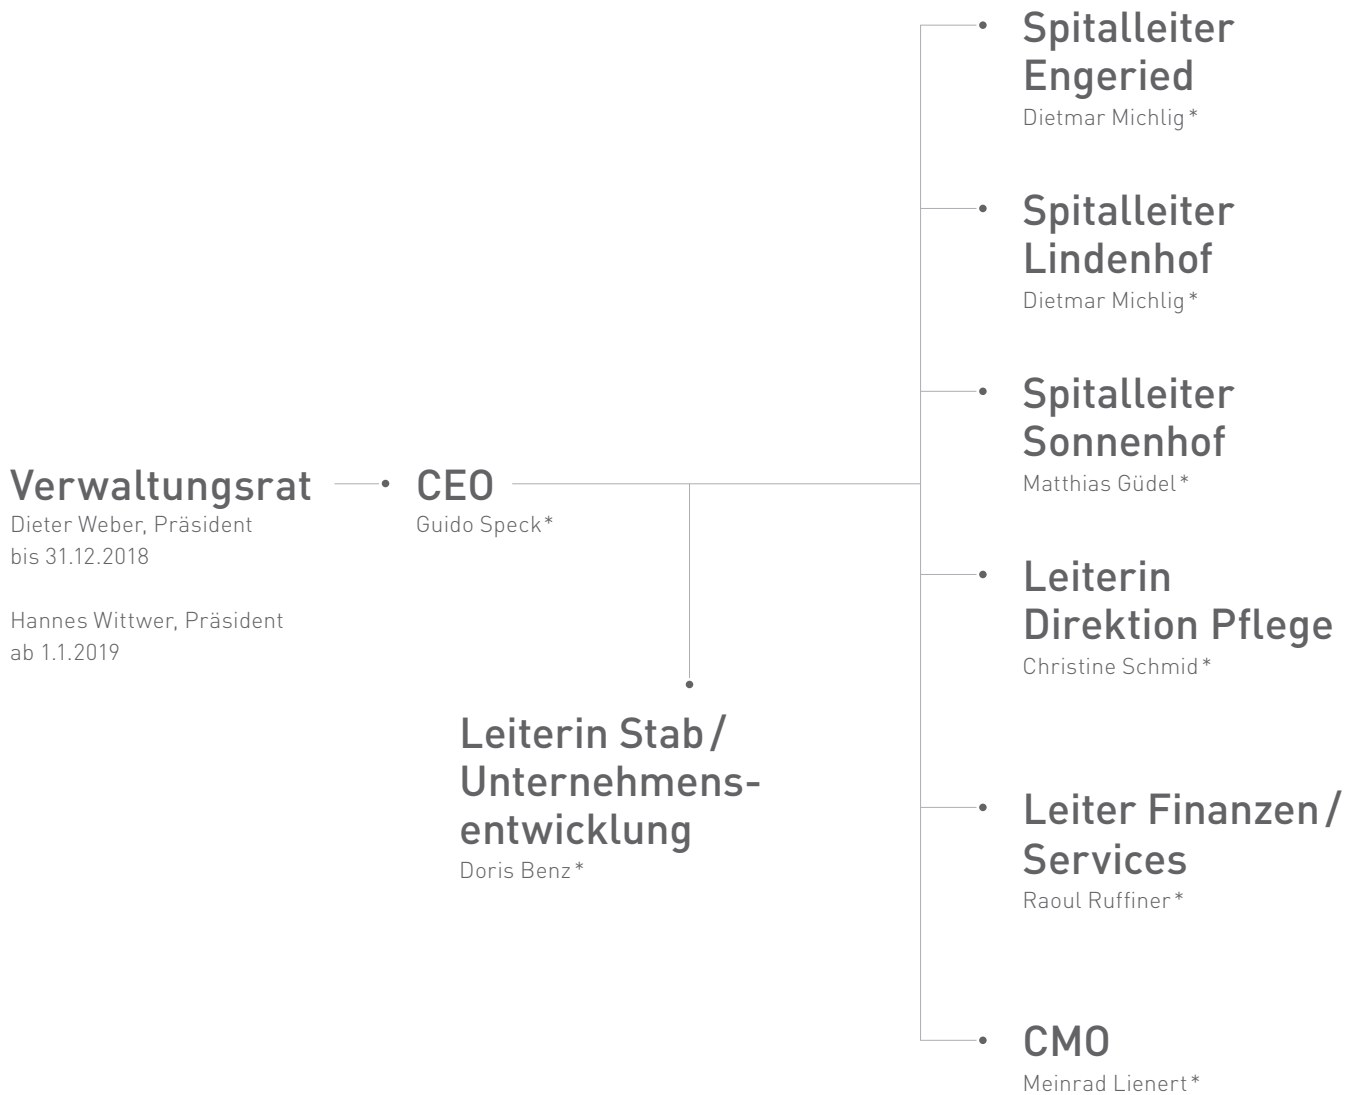 Verwaltungsrat
Dieter Weber, Präsident
bis 31.12.2018
Hannes Wittwer, Präsident
ab 1.1.2019
CEO
Guido Speck*
Leiterin Stab/
Unternehmens-
entwicklung
Doris Benz*
Spitalleiter
Engeried
Dietmar Michlig*
Spitalleiter
Lindenhof
Dietmar Michlig*
Spitalleiter
Sonnenhof
Matthias Güdel*
Leiterin
Direktion Pflege
Christine Schmid*
Leiter Finanzen/
Services
Raoul Ruffiner*
CMO
Meinrad Lienert*